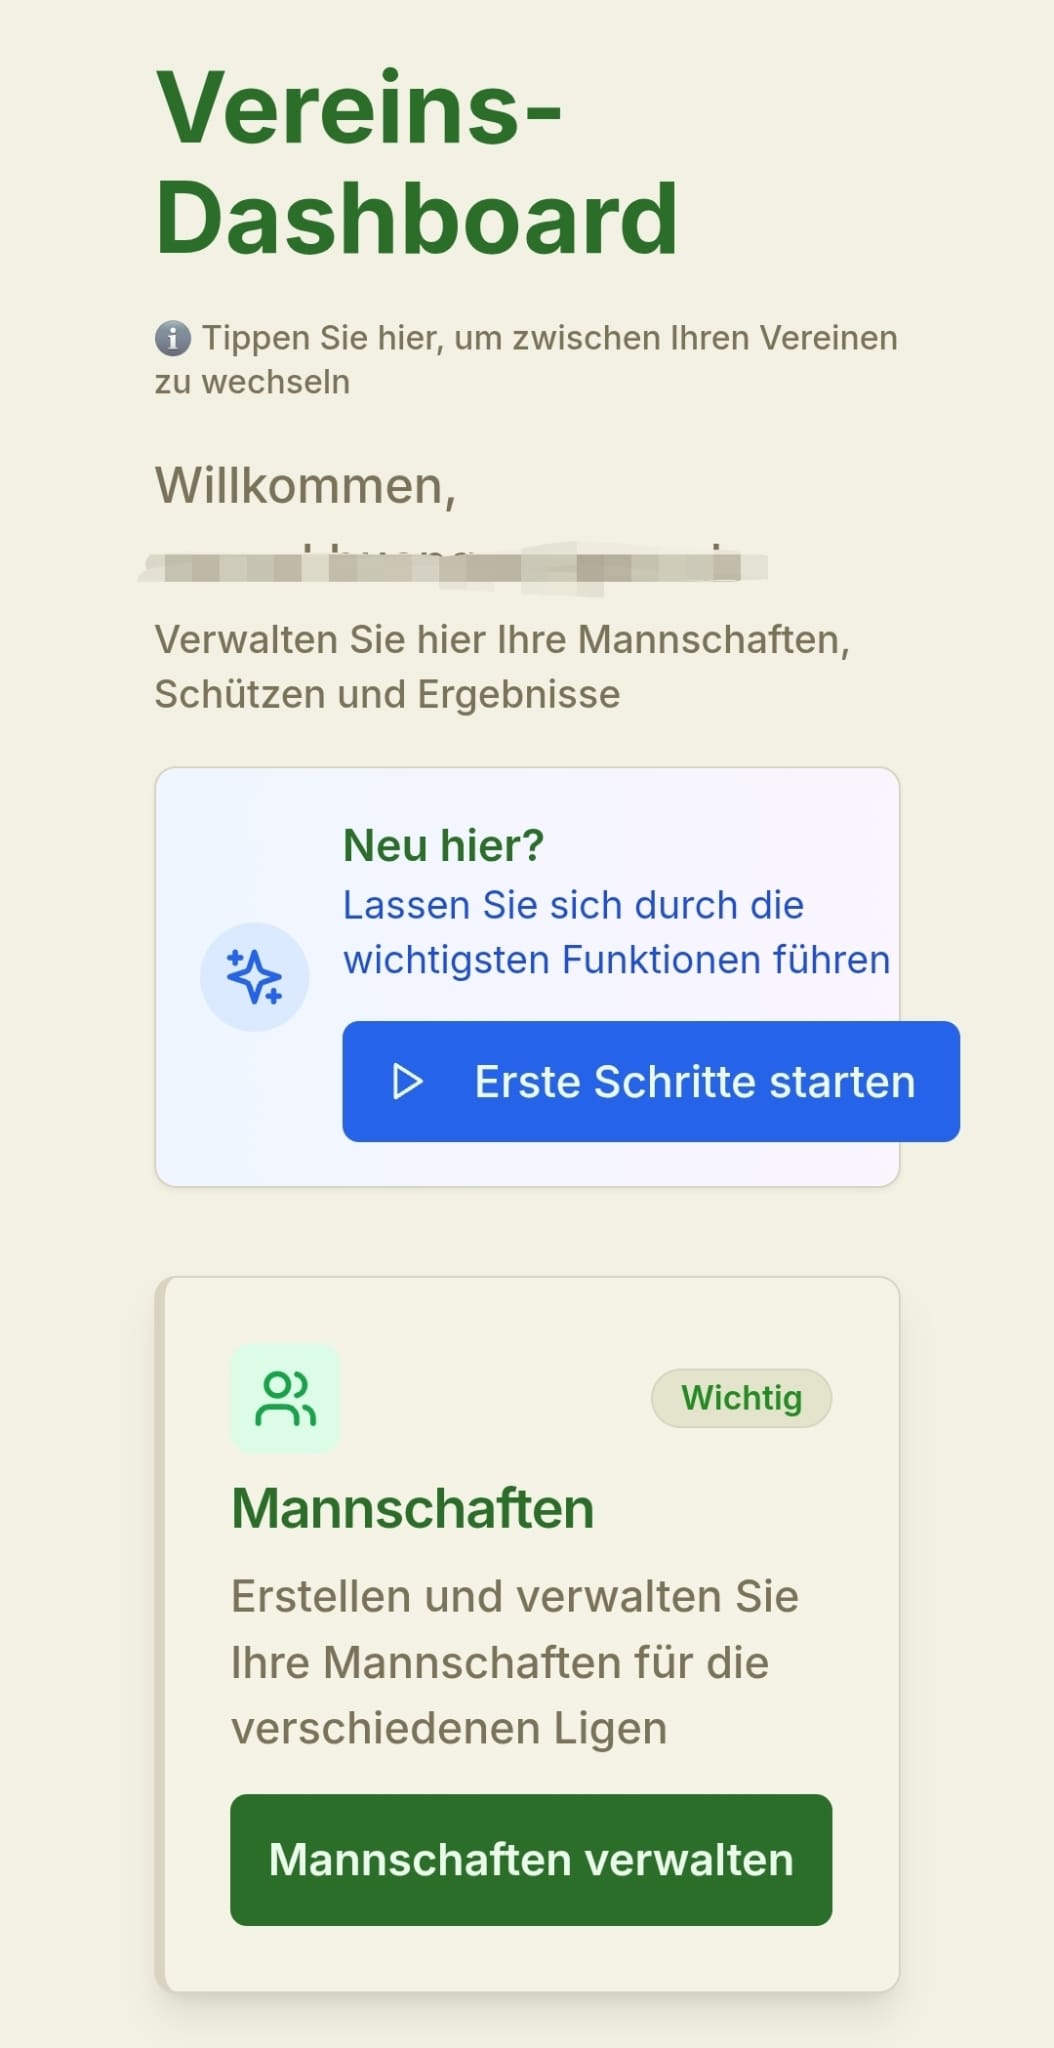 Vereins-
Dashboard
Tippen Sie hier, um zwischen Ihren Vereinen
zu wechseln
Willkommen,
Verwalten Sie hier Ihre Mannschaften,
Schützen und Ergebnisse
Neu hier?
Lassen Sie sich durch die
wichtigsten Funktionen führen
Erste Schritte starten
Wichtig
Mannschaften
Erstellen und verwalten Sie
Ihre Mannschaften für die
verschiedenen Ligen
Mannschaften verwalten